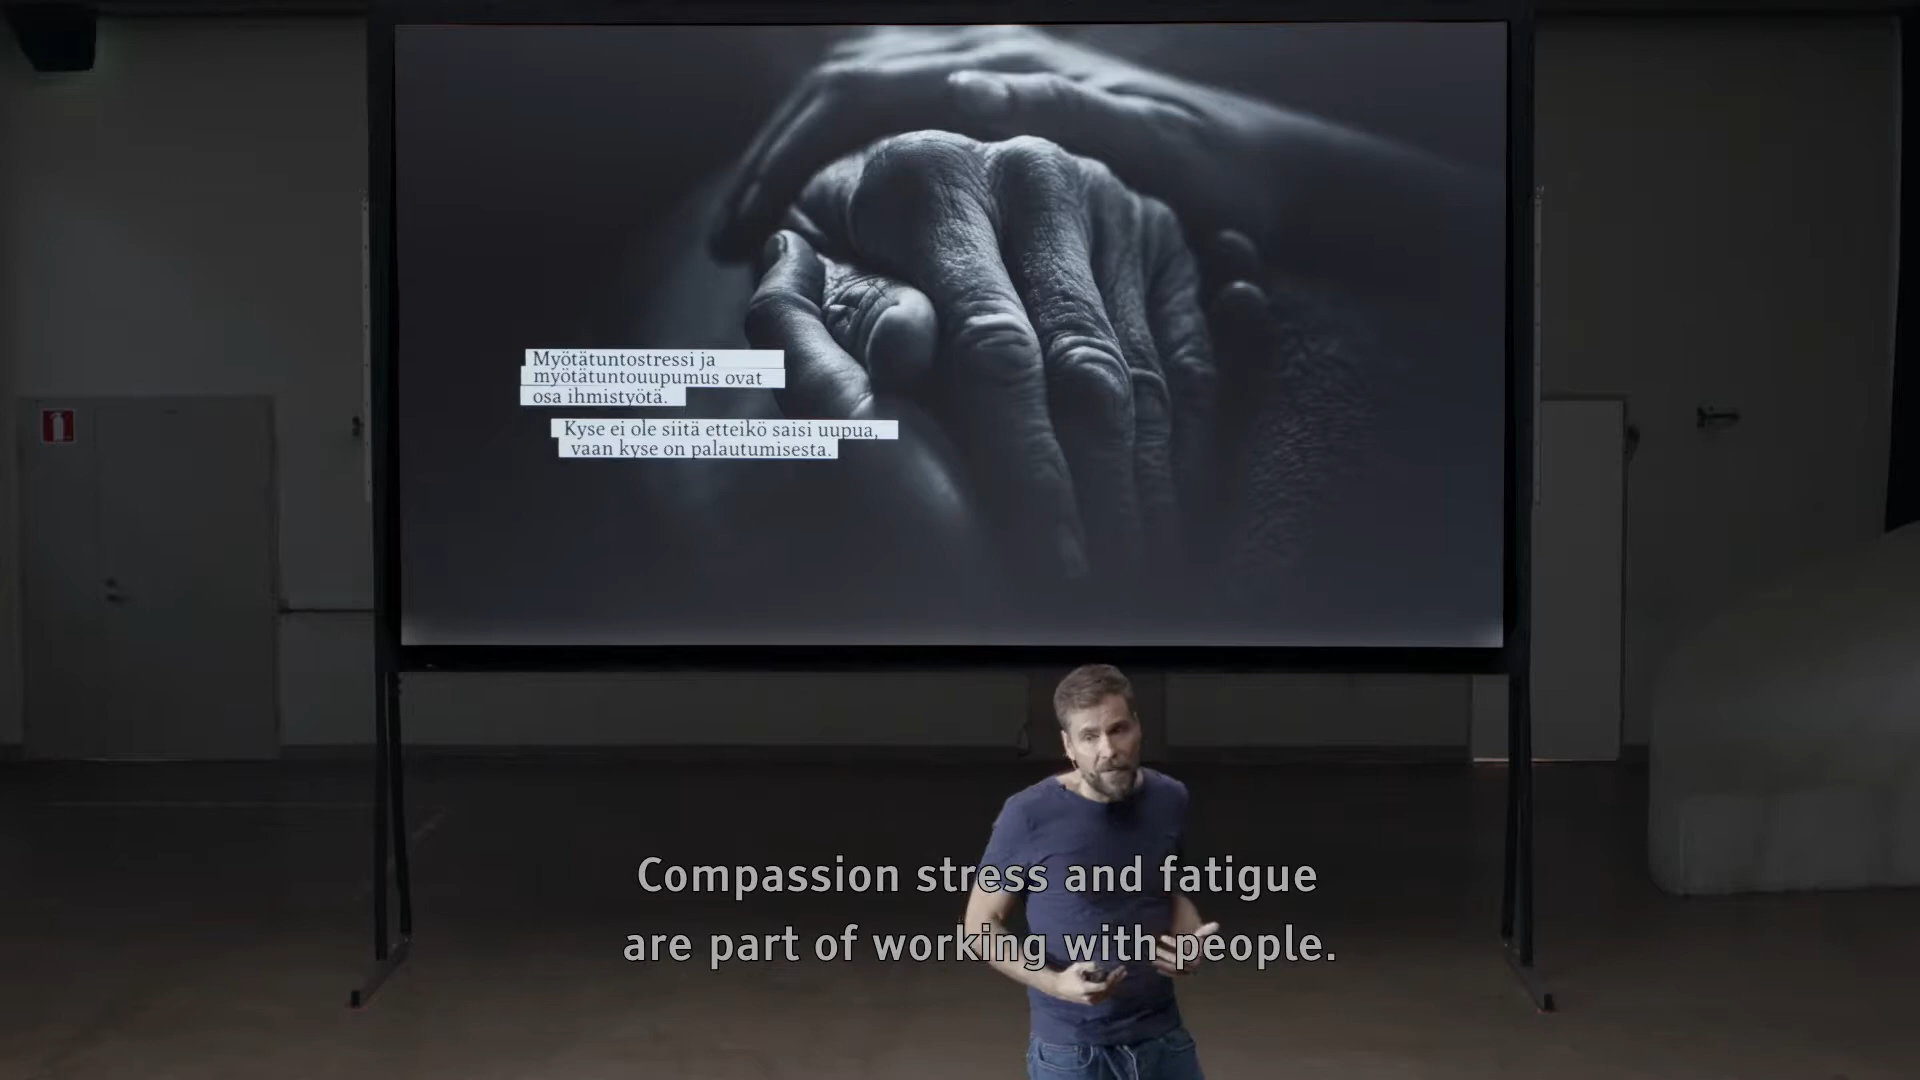 Myötätuntostressi ja
myötätuntouupumus ovat
osa ihmistyötä.
Kyse ei ole siitä etteikö saisi uupua,
vaan kyse on palautumisesta.
Compassion stress and fatigue
are part of working with people.